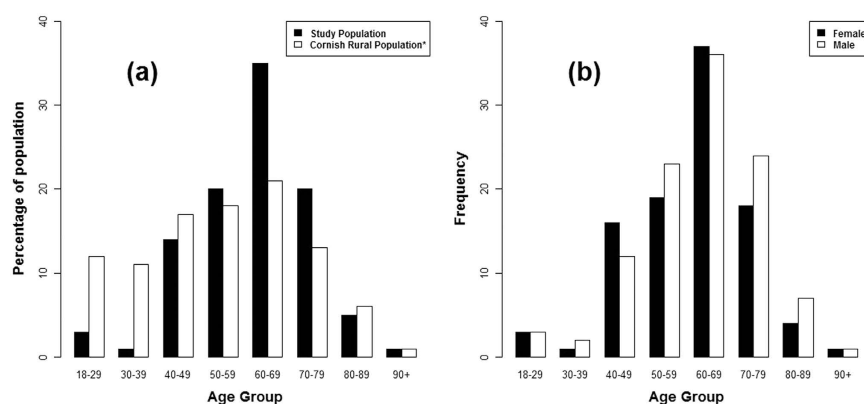 (a)
Study Population
Cornish Rural Population*
Percentage of population
0
10
20
30
40
18-29 30-39 40-49 50-59 60-69 70-79 80-89 90+
Age Group
(b)
Female
Male
Frequency
0
10
20
30
40
18-29 30-39 40-49 50-59 60-69 70-79 80-89 90+
Age Group